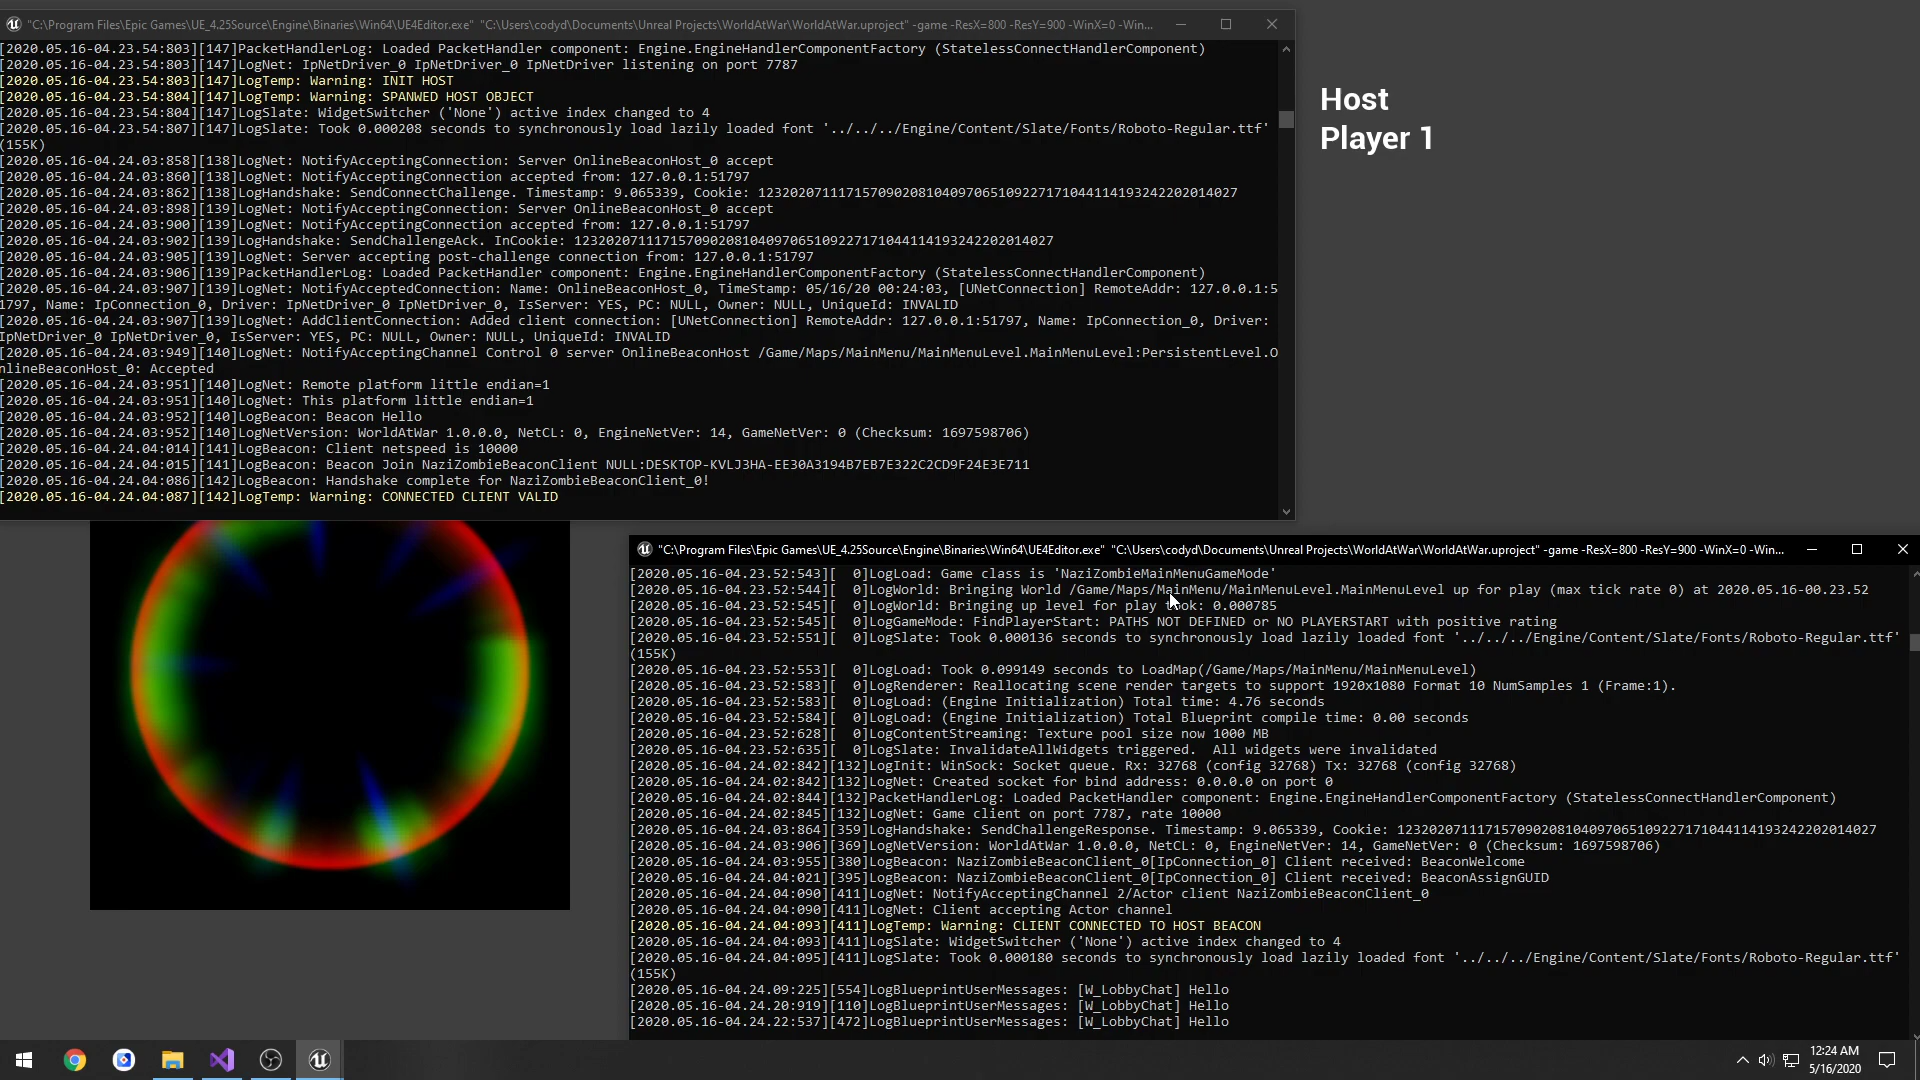 "C:\Program Files\Epic Games\UE_4.25Source\Engine\Binaries\Win64\UE4Editor.exe" "C:\Users\codyd\Documents\Unreal Projects\WorldAtWar\WorldAtWar.uproject" -game -ResX=800 -ResY=900 -WinX=0 -Win...
[2020.05.16-04.23.54:803][147]PacketHandlerLog: Loaded PacketHandler component: Engine.EngineHandlerComponentFactory (StatelessConnectHandlerComponent)
[2020.05.16-04.23.54:803][147]LogNet: IpNetDriver_0 IpNetDriver_0 IpNetDriver listening on port 7787
[2020.05.16-04.23.54:803][147]LogTemp: Warning: INIT HOST
[2020.05.16-04.23.54:804][147]LogTemp: Warning: SPANWED HOST OBJECT
[2020.05.16-04.23.54:804][147]LogSlate: WidgetSwitcher ('None') active index changed to 4
[2020.05.16-04.23.54:807][147]LogSlate: Took 0.000208 seconds to synchronously load lazily loaded font '../../../Engine/Content/Slate/Fonts/Roboto-Regular.ttf'
(155K)
[2020.05.16-04.24.03:858][138]LogNet: NotifyAcceptingConnection: Server OnlineBeaconHost_0 accept
[2020.05.16-04.24.03:860][138]LogNet: NotifyAcceptingConnection accepted from: 127.0.0.1:51797
[2020.05.16-04.24.03:862][138]LogHandshake: SendConnectChallenge. Timestamp: 9.065339, Cookie: 123202071117157090208104097065109227171044114193242202014027
[2020.05.16-04.24.03:898][139]LogNet: NotifyAcceptingConnection: Server OnlineBeaconHost_0 accept
[2020.05.16-04.24.03:900][139]LogNet: NotifyAcceptingConnection accepted from: 127.0.0.1:51797
[2020.05.16-04.24.03:902][139]LogHandshake: SendChallengeAck. InCookie: 123202071117157090208104097065109227171044114193242202014027
[2020.05.16-04.24.03:905][139]LogNet: Server accepting post-challenge connection from: 127.0.0.1:51797
[2020.05.16-04.24.03:906][139]PacketHandlerLog: Loaded PacketHandler component: Engine.EngineHandlerComponentFactory (StatelessConnectHandlerComponent)
[2020.05.16-04.24.03:907][139]LogNet: NotifyAcceptedConnection: Name: OnlineBeaconHost_0, TimeStamp: 05/16/20 00:24:03, [UNetConnection] RemoteAddr: 127.0.0.1:5
1797, Name: IpConnection_0, Driver: IpNetDriver_0 IpNetDriver_0, IsServer: YES, PC: NULL, Owner: NULL, UniqueId: INVALID
[2020.05.16-04.24.03:907][139]LogNet: AddClientConnection: Added client connection: [UNetConnection] RemoteAddr: 127.0.0.1:51797, Name: IpConnection_0, Driver:
IpNetDriver_0 IpNetDriver_0, IsServer: YES, PC: NULL, Owner: NULL, UniqueId: INVALID
[2020.05.16-04.24.03:949][140]LogNet: NotifyAcceptingChannel Control 0 server OnlineBeaconHost /Game/Maps/MainMenu/MainMenuLevel.MainMenuLevel:PersistentLevel.O
nlineBeaconHost_0: Accepted
[2020.05.16-04.24.03:951][140]LogNet: Remote platform little endian=1
[2020.05.16-04.24.03:951][140]LogNet: This platform little endian=1
[2020.05.16-04.24.03:952][140]LogBeacon: Beacon Hello
[2020.05.16-04.24.03:952][140]LogNetVersion: WorldAtWar 1.0.0.0, NetCL: 0, EngineNetVer: 14, GameNetVer: 0 (Checksum: 1697598706)
[2020.05.16-04.24.04:014][141]LogBeacon: Client netspeed is 10000
[2020.05.16-04.24.04:015][141]LogBeacon: Beacon Join NaziZombieBeaconClient NULL:DESKTOP-KVLJ3HA-EE30A3194B7EB7E322C2CD9F24E3E711
[2020.05.16-04.24.04:086][142]LogBeacon: Handshake complete for NaziZombieBeaconClient_0!
[2020.05.16-04.24.04:087][142]LogTemp: Warning: CONNECTED CLIENT VALID
Host
Player 1
"C:\Program Files\Epic Games\UE_4.25Source\Engine\Binaries\Win64\UE4Editor.exe" "C:\Users\codyd\Documents\Unreal Projects\WorldAtWar\WorldAtWar.uproject" -game -ResX=800 -ResY=900 -WinX=0 -Win...
[2020.05.16-04.23.52:543][  0]LogLoad: Game class is 'NaziZombieMainMenuGameMode'
[2020.05.16-04.23.52:544][  0]LogWorld: Bringing World /Game/Maps/MainMenu/MainMenuLevel.MainMenuLevel up for play (max tick rate 0) at 2020.05.16-00.23.52
[2020.05.16-04.23.52:545][  0]LogWorld: Bringing up level for play took: 0.000785
[2020.05.16-04.23.52:545][  0]LogGameMode: FindPlayerStart: PATHS NOT DEFINED or NO PLAYERSTART with positive rating
[2020.05.16-04.23.52:551][  0]LogSlate: Took 0.000136 seconds to synchronously load lazily loaded font '../../../Engine/Content/Slate/Fonts/Roboto-Regular.ttf'
(155K)
[2020.05.16-04.23.52:553][  0]LogLoad: Took 0.099149 seconds to LoadMap(/Game/Maps/MainMenu/MainMenuLevel)
[2020.05.16-04.23.52:583][  0]LogRenderer: Reallocating scene render targets to support 1920x1080 Format 10 NumSamples 1 (Frame:1).
[2020.05.16-04.23.52:583][  0]LogLoad: (Engine Initialization) Total time: 4.76 seconds
[2020.05.16-04.23.52:584][  0]LogLoad: (Engine Initialization) Total Blueprint compile time: 0.00 seconds
[2020.05.16-04.23.52:628][  0]LogContentStreaming: Texture pool size now 1000 MB
[2020.05.16-04.23.52:635][  0]LogSlate: InvalidateAllWidgets triggered.  All widgets were invalidated
[2020.05.16-04.24.02:842][132]LogInit: WinSock: Socket queue. Rx: 32768 (config 32768) Tx: 32768 (config 32768)
[2020.05.16-04.24.02:842][132]LogNet: Created socket for bind address: 0.0.0.0 on port 0
[2020.05.16-04.24.02:844][132]PacketHandlerLog: Loaded PacketHandler component: Engine.EngineHandlerComponentFactory (StatelessConnectHandlerComponent)
[2020.05.16-04.24.02:845][132]LogNet: Game client on port 7787, rate 10000
[2020.05.16-04.24.03:864][359]LogHandshake: SendChallengeResponse. Timestamp: 9.065339, Cookie: 123202071117157090208104097065109227171044114193242202014027
[2020.05.16-04.24.03:906][369]LogNetVersion: WorldAtWar 1.0.0.0, NetCL: 0, EngineNetVer: 14, GameNetVer: 0 (Checksum: 1697598706)
[2020.05.16-04.24.03:955][380]LogBeacon: NaziZombieBeaconClient_0[IpConnection_0] Client received: BeaconWelcome
[2020.05.16-04.24.04:021][395]LogBeacon: NaziZombieBeaconClient_0[IpConnection_0] Client received: BeaconAssignGUID
[2020.05.16-04.24.04:090][411]LogNet: NotifyAcceptingChannel 2/Actor client NaziZombieBeaconClient_0
[2020.05.16-04.24.04:090][411]LogNet: Client accepting Actor channel
[2020.05.16-04.24.04:093][411]LogTemp: Warning: CLIENT CONNECTED TO HOST BEACON
[2020.05.16-04.24.04:093][411]LogSlate: WidgetSwitcher ('None') active index changed to 4
[2020.05.16-04.24.04:095][411]LogSlate: Took 0.000180 seconds to synchronously load lazily loaded font '../../../Engine/Content/Slate/Fonts/Roboto-Regular.ttf'
(155K)
[2020.05.16-04.24.09:225][554]LogBlueprintUserMessages: [W_LobbyChat] Hello
[2020.05.16-04.24.20:919][110]LogBlueprintUserMessages: [W_LobbyChat] Hello
[2020.05.16-04.24.22:537][472]LogBlueprintUserMessages: [W_LobbyChat] Hello
12:24 AM
5/16/2020